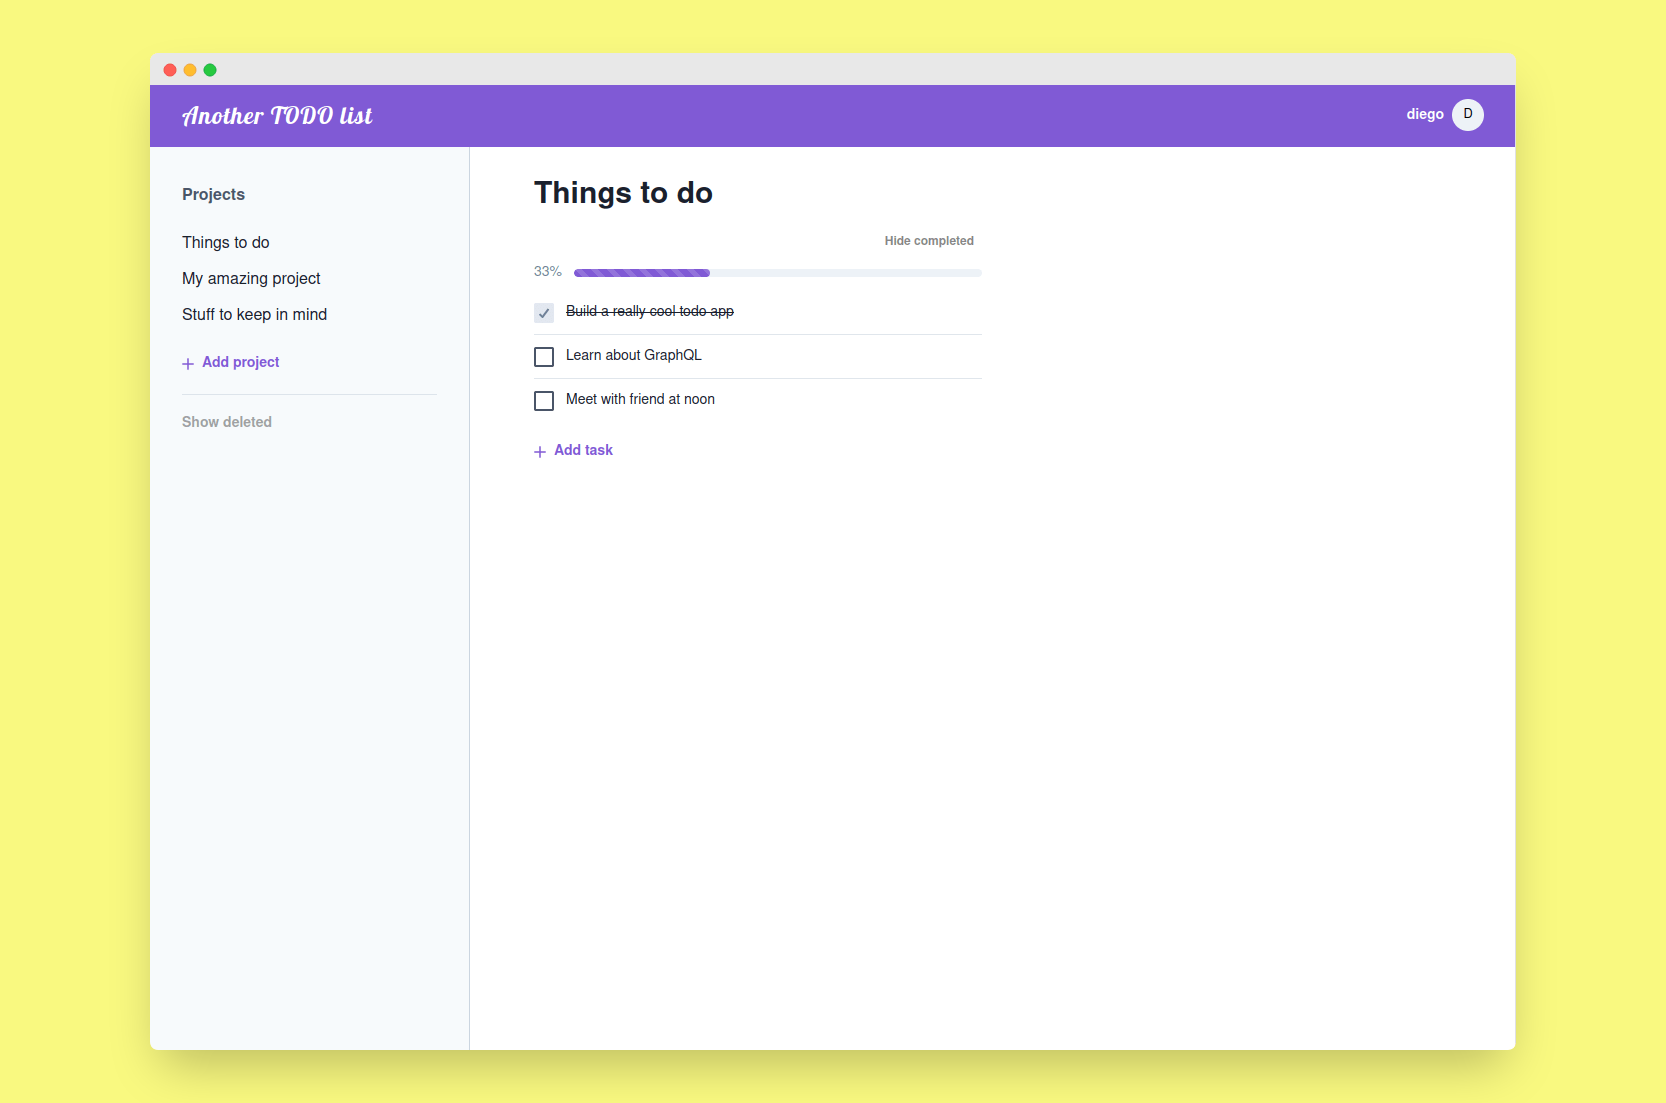 Another TODO list
diego D
Projects
Things to do
My amazing project
Stuff to keep in mind
+ Add project
Show deleted
Things to do
Hide completed
33%
Build a really cool todo app
Learn about GraphQL
Meet with friend at noon
+ Add task